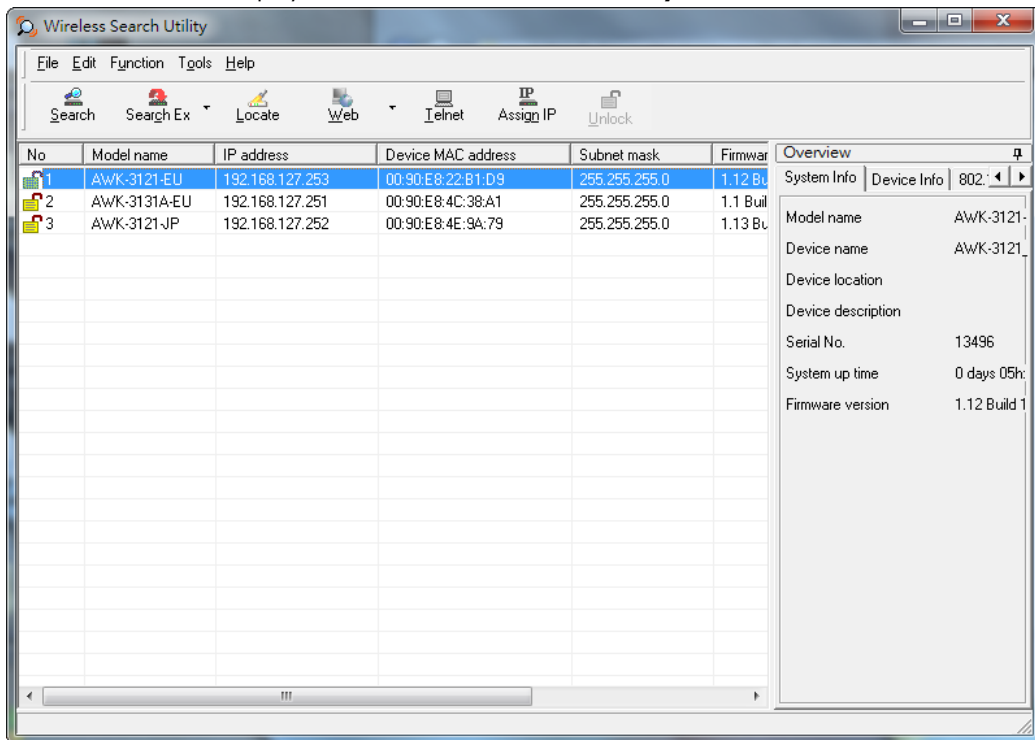 Wireless Search Utility
File Edit Function Tools Help
Search Search Ex Locate Web Telnet Assign IP Unlock
IP
No Model name IP address Device MAC address Subnet mask Firmwar
1 AWK-3121-EU 192.168.127.253 00:90:E8:22:B1:D9 255.255.255.0 1.12 Bu
2 AWK-3131A-EU 192.168.127.251 00:90:E8:4C:38:A1 255.255.255.0 1.1 Buil
3 AWK-3121-JP 192.168.127.252 00:90:E8:4E:9A:79 255.255.255.0 1.13 Bu
Overview
System Info Device Info 802.
Model name AWK-3121-
Device name AWK-3121_
Device location
Device description
Serial No. 13496
System up time 0 days 05h:
Firmware version 1.12 Build 1